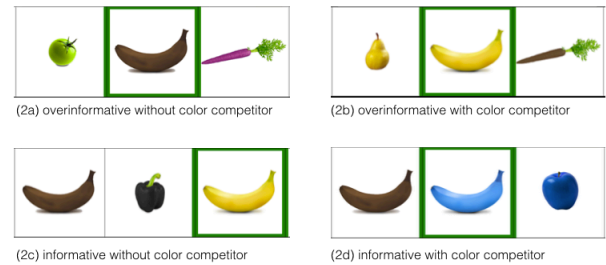 (2a) overinformative without color competitor
(2b) overinformative with color competitor
(2c) informative without color competitor
(2d) informative with color competitor